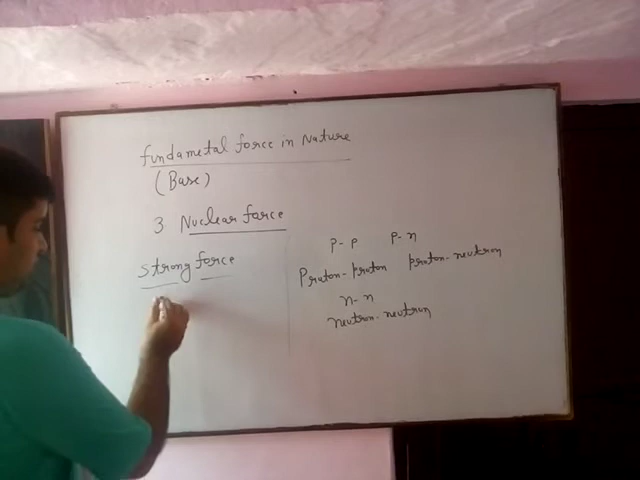 fundametal force in Nature
(Base)
3 Nuclear force
strong force
p-p p-n
Proton-proton proton-neutron
n-n
neutron-neutron